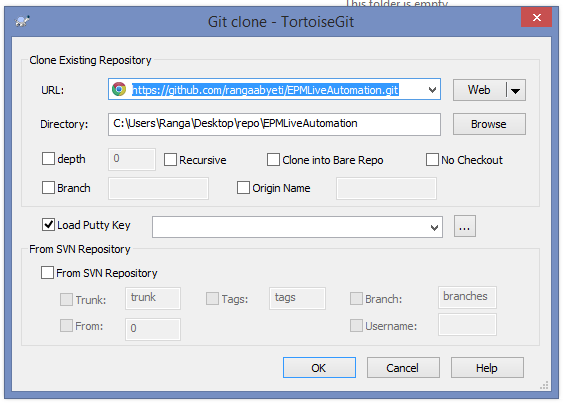 This folder is empty.
Git clone - TortoiseGit
Clone Existing Repository
URL: https://github.com/rangaabyeti/EPMLiveAutomation.git Web
Directory: C:\Users\Ranga\Desktop\repo\EPMLiveAutomation Browse
depth 0 Recursive Clone into Bare Repo No Checkout
Branch Origin Name
Load Putty Key ...
From SVN Repository
From SVN Repository
Trunk: trunk Tags: tags Branch: branches
From: 0 Username:
OK Cancel Help